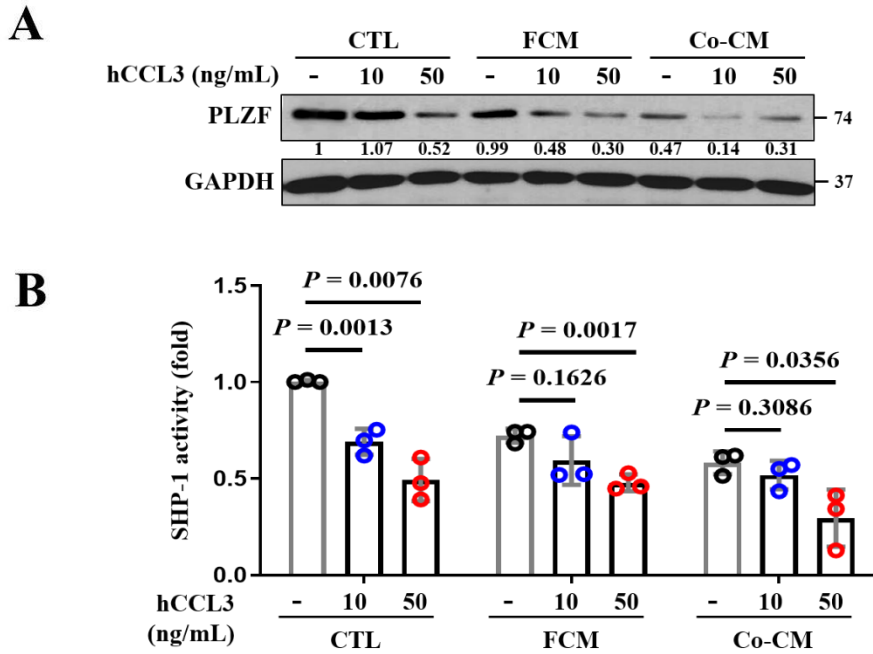 A
CTL FCM Co-CM
hCCL3 (ng/mL) - 10 50 - 10 50 - 10 50
PLZF 74
1 1.07 0.52 0.99 0.48 0.30 0.47 0.14 0.31
GAPDH 37
B
SHP-1 activity (fold)
1.5
1.0
0.5
0.0
P = 0.0076
P = 0.0013
P = 0.0017
P = 0.1626
P = 0.0356
P = 0.3086
hCCL3 - 10 50 - 10 50 - 10 50
(ng/mL) CTL FCM Co-CM